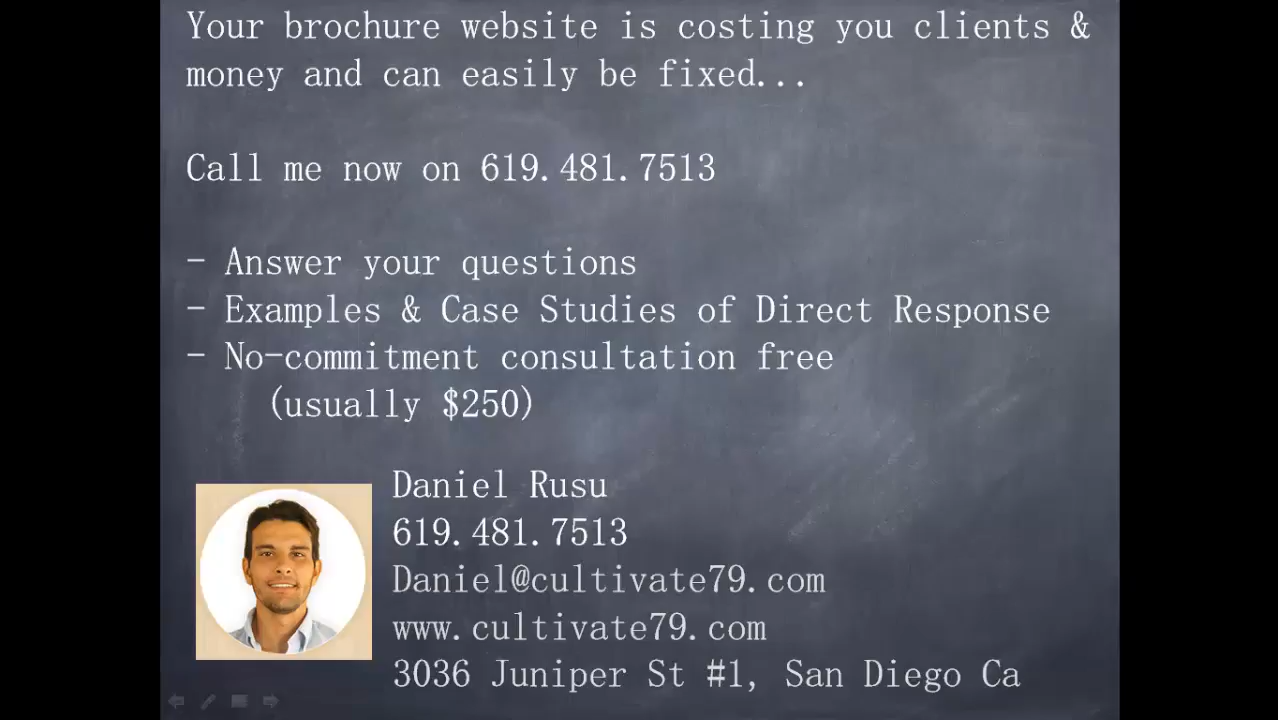 Your brochure website is costing you clients &
money and can easily be fixed...
Call me now on 619.481.7513
- Answer your questions
- Examples & Case Studies of Direct Response
- No-commitment consultation free
(usually $250)
Daniel Rusu
619.481.7513
Daniel@cultivate79.com
www.cultivate79.com
3036 Juniper St #1, San Diego Ca